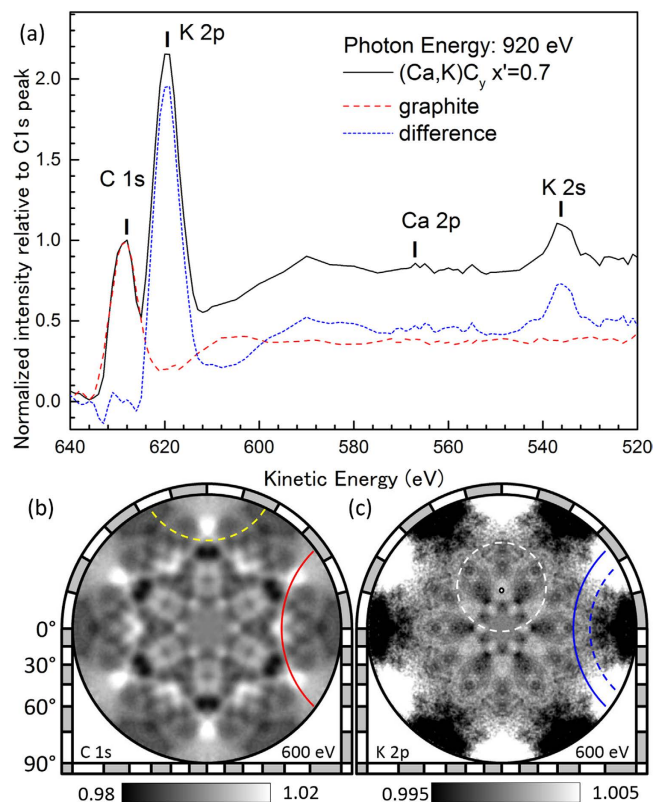 (a)
K 2p
Photon Energy: 920 eV
(Ca,K)Cy x'=0.7
graphite
difference
C 1s
Ca 2p
K 2s
Normalized intensity relative to C1s peak
2.0
1.5
1.0
0.5
0.0
640 620 600 580 560 540 520
Kinetic Energy (eV)
(b)
(c)
0°
30°
60°
90°
C 1s
600 eV
K 2p
600 eV
0.98 1.02
0.995 1.005